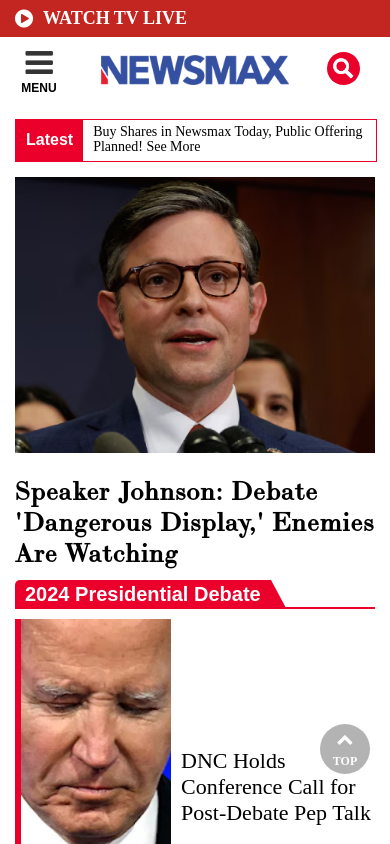 WATCH TV LIVE
MENU
NEWSMAX
Latest
Buy Shares in Newsmax Today, Public Offering
Planned! See More
Speaker Johnson: Debate
'Dangerous Display,' Enemies
Are Watching
2024 Presidential Debate
DNC Holds
Conference Call for
Post-Debate Pep Talk
TOP